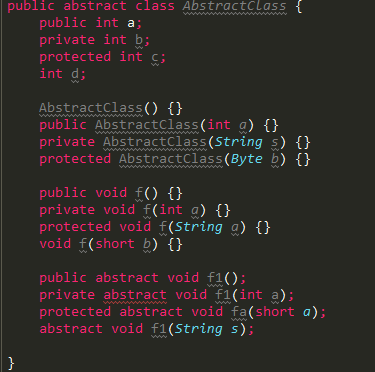 public abstract class AbstractClass {
public int a;
private int b;
protected int c;
int d;
AbstractClass() {}
public AbstractClass(int a) {}
private AbstractClass(String s) {}
protected AbstractClass(Byte b) {}
public void f() {}
private void f(int a) {}
protected void f(String a) {}
void f(short b) {}
public abstract void f1();
private abstract void f1(int a);
protected abstract void fa(short a);
abstract void f1(String s);
}